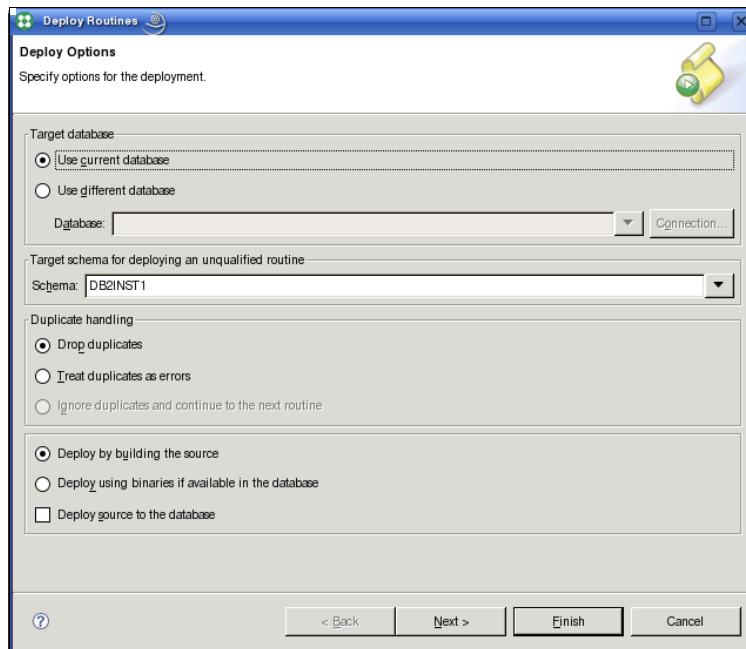 Deploy Routines
Deploy Options
Specify options for the deployment.
Target database
Use current database
Use different database
Database:
Connection...
Target schema for deploying an unqualified routine
Schema: DB2INST1
Duplicate handling
Drop duplicates
Treat duplicates as errors
Ignore duplicates and continue to the next routine
Deploy by building the source
Deploy using binaries if available in the database
Deploy source to the database
? < Back Next > Finish Cancel